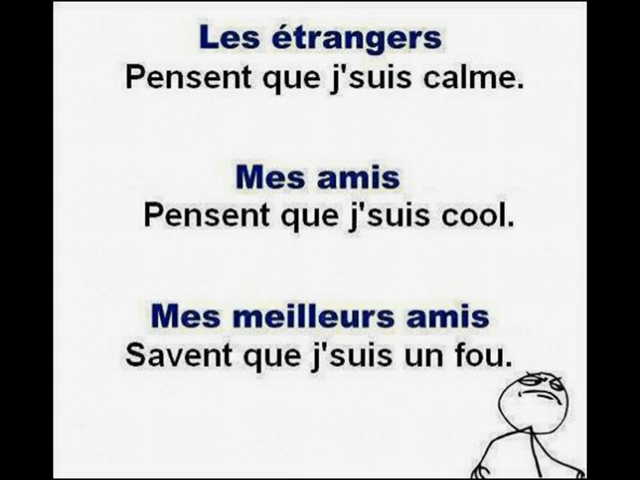 Les étrangers
Pensent que j'suis calme.
Mes amis
Pensent que j'suis cool.
Mes meilleurs amis
Savent que j'suis un fou.